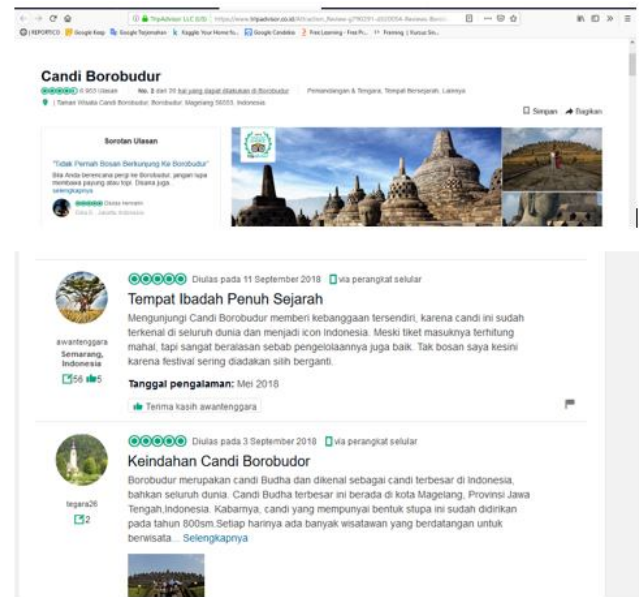 TripAdvisor LLC (US)
Candi Borobudur
No. 2 dari 39 hal yang dapat dilakukan di Borobudur
Pemandangan & Tengara, Tempat Bersejarah, Lainnya
Taman Wisata Candi Borobudur, Borobudur, Magelang 56553, Indonesia
Simpan
Bagikan
Sorotan Ulasan
"Tidak Pernah Bosan Berkunjung Ke Borobudur"
Bila Anda berencana pergi ke Borobudur, jangan lupa
membawa payung atau topi. Disana juga
selengkapnya
Diulas pada 11 September 2018 via perangkat selular
Tempat Ibadah Penuh Sejarah
Mengunjungi Candi Borobudur memberi kebanggaan tersendiri, karena candi ini sudah
terkenal di seluruh dunia dan menjadi icon Indonesia. Meski tiket masuknya terhitung
mahal, tapi sangat beralasan sebab pengelolaannya juga baik. Tak bosan saya kesini
karena festival sering diadakan silih berganti.
awantenggara
Semarang,
Indonesia
56 5
Tanggal pengalaman: Mei 2018
Terima kasih awantenggara
Diulas pada 3 September 2018 via perangkat selular
Keindahan Candi Borobudor
Borobudur merupakan candi Budha dan dikenal sebagai candi terbesar di Indonesia,
bahkan seluruh dunia. Candi Budha terbesar ini berada di kota Magelang, Provinsi Jawa
Tengah,Indonesia. Kabarnya, candi yang mempunyai bentuk stupa ini sudah didirikan
pada tahun 800sm.Setiap harinya ada banyak wisatawan yang berdatangan untuk
berwisata... Selengkapnya
tegara26
2